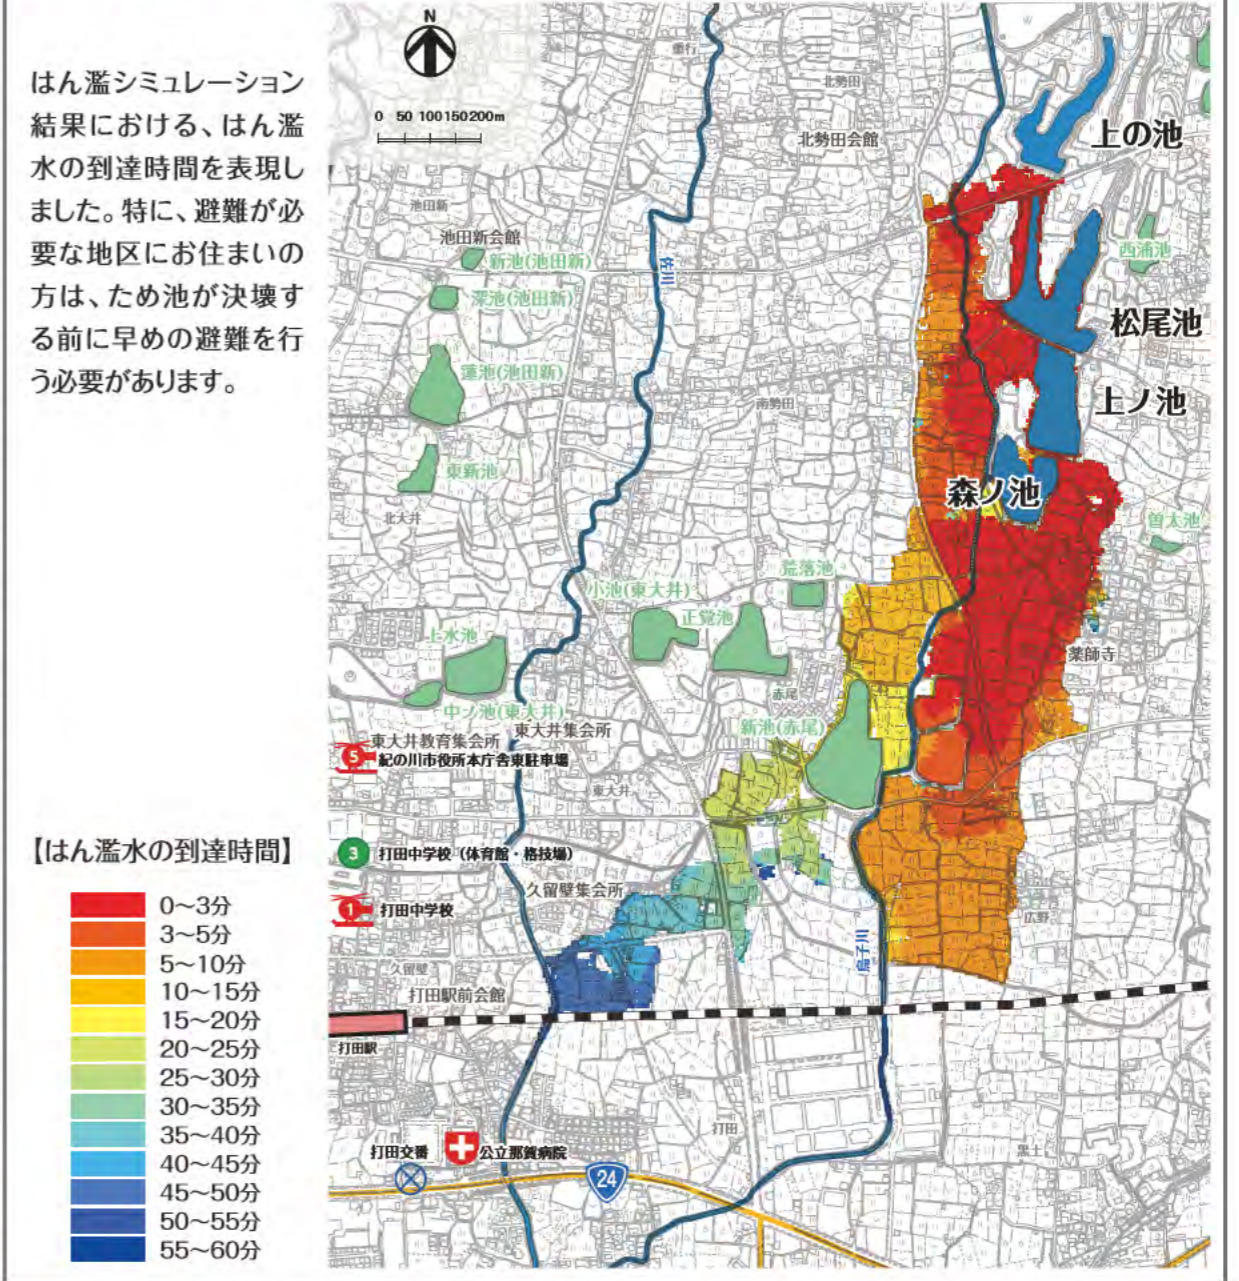 はん濫シミュレーション
結果における、はん濫
水の到達時間を表現し
ました。特に、避難が必
要な地区にお住まいの
方は、ため池が決壊す
る前に早めの避難を行
う必要があります。
N
0 50 100150200m
重行
北勢田
北勢田会館
上の池
池田新
池田新会館
新池(池田新)
佐川
西浦池
深池(池田新)
松尾池
蓮池(池田新)
南勢田
上ノ池
東新池
森ノ池
北大井
曽太池
荒落池
小池(東大井)
正覚池
上水池
薬師寺
赤尾
中ノ池(東大井)
新池(赤尾)
東大井集会所
東大井教育集会所
5
紀の川市役所本庁舎東駐車場
東大井
3
打田中学校(体育館・格技場)
久留壁集会所
1
打田中学校
広野
久留壁
打田駅前会館
打田駅
打田
黒土
打田交番
公立那賀病院
24
【はん濫水の到達時間】
0～3分
3～5分
5～10分
10～15分
15～20分
20～25分
25～30分
30～35分
35～40分
40～45分
45～50分
50～55分
55～60分